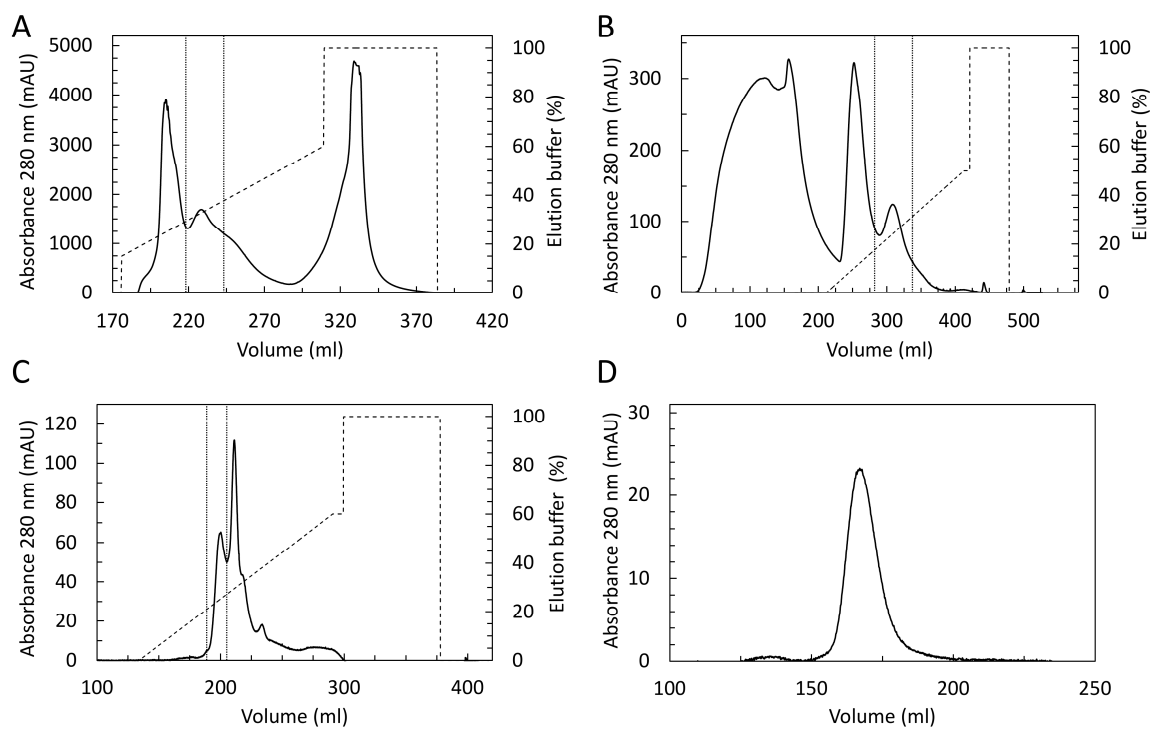 A
Absorbance 280 nm (mAU)
5000
4000
3000
2000
1000
0
170 220 270 320 370 420
Volume (ml)
100
80
60
40
20
0
Elution buffer (%)
B
Absorbance 280 nm (mAU)
300
200
100
0
0 100 200 300 400 500
Volume (ml)
100
80
60
40
20
0
Elution buffer (%)
C
Absorbance 280 nm (mAU)
120
100
80
60
40
20
0
100 200 300 400
Volume (ml)
100
80
60
40
20
0
Elution buffer (%)
D
Absorbance 280 nm (mAU)
30
20
10
0
100 150 200 250
Volume (ml)